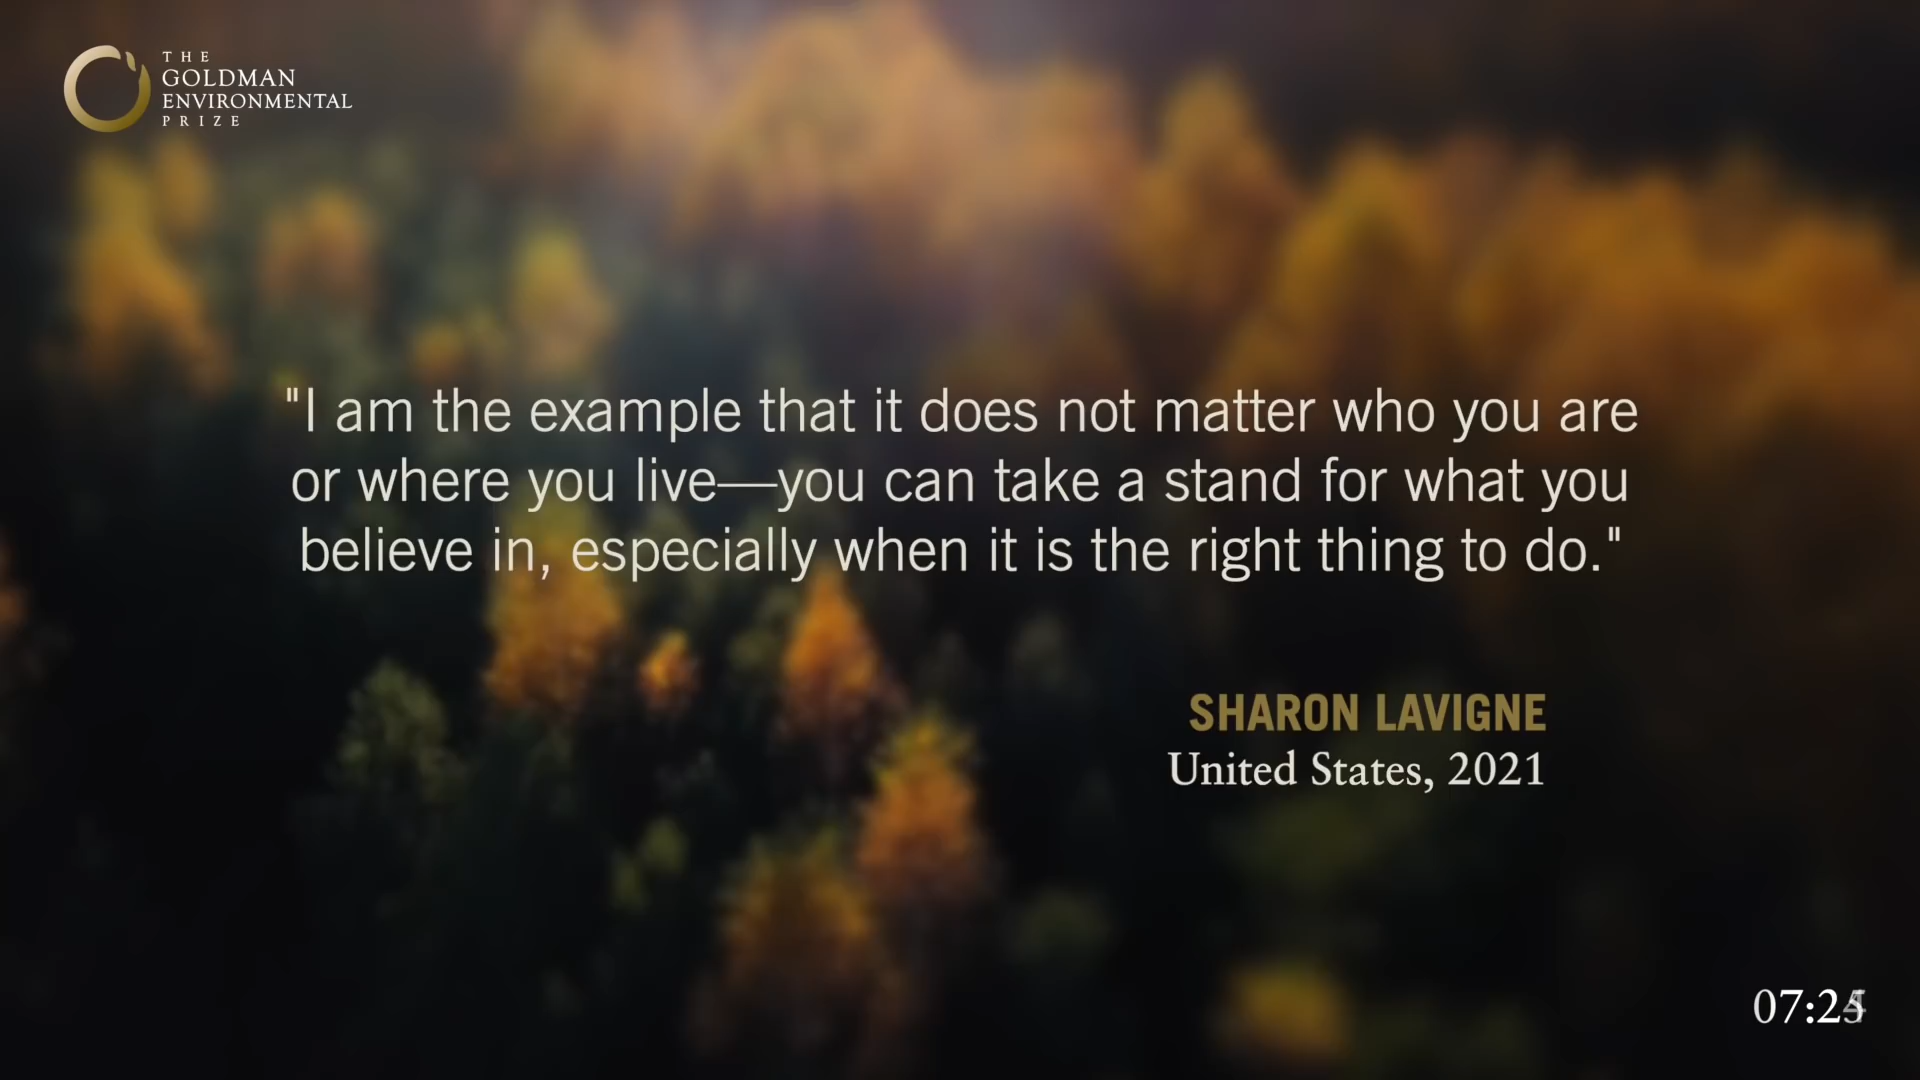 THE
GOLDMAN
ENVIRONMENTAL
PRIZE
"I am the example that it does not matter who you are
or where you live—you can take a stand for what you
believe in, especially when it is the right thing to do."
SHARON LAVIGNE
United States, 2021